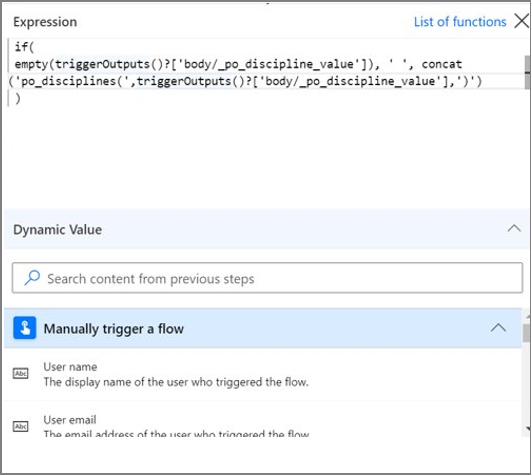 Expression
List of functions
if(
empty(triggerOutputs()?['body/_po_discipline_value']), ' ', concat
('po_disciplines(',triggerOutputs()?['body/_po_discipline_value'],')')
)
Dynamic Value
Search content from previous steps
Manually trigger a flow
Abc
User name
The display name of the user who triggered the flow.
Abc
User email
The email address of the user who triggered the flow